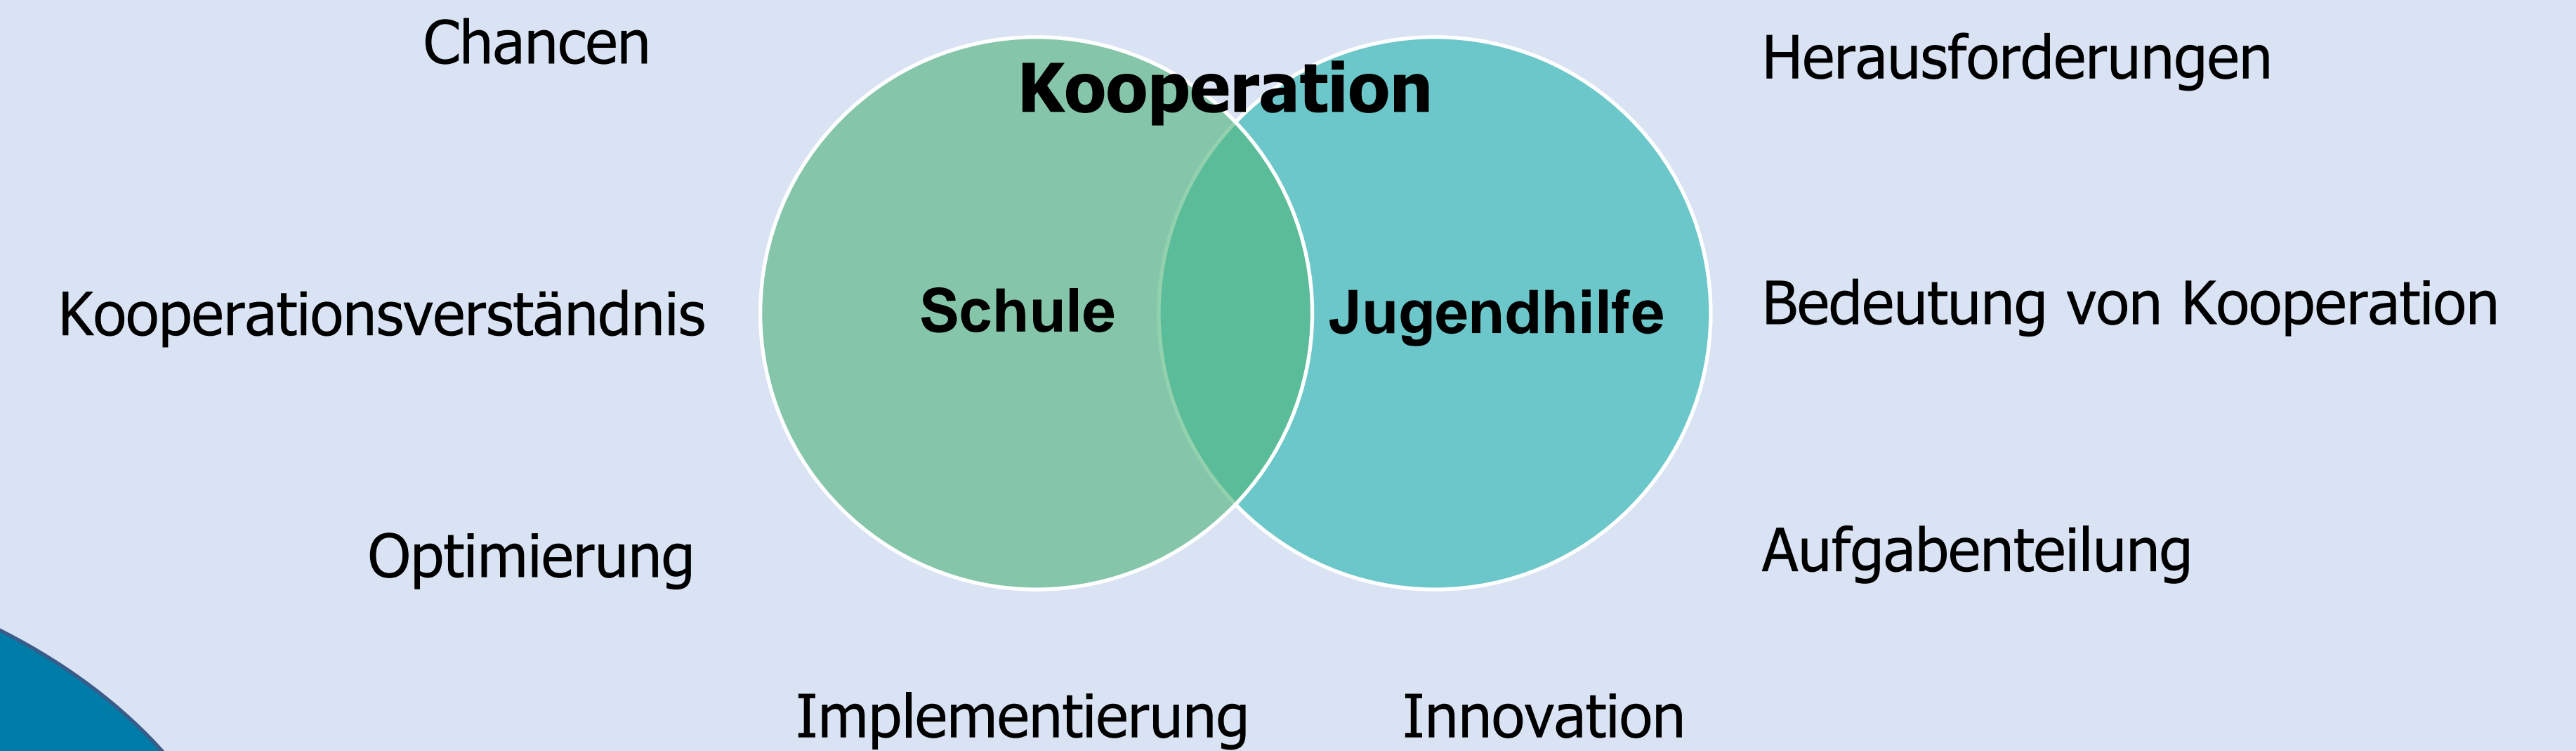 Chancen
Kooperation
Herausforderungen
Kooperationsverständnis
Schule
Jugendhilfe
Bedeutung von Kooperation
Optimierung
Aufgabenteilung
Implementierung
Innovation